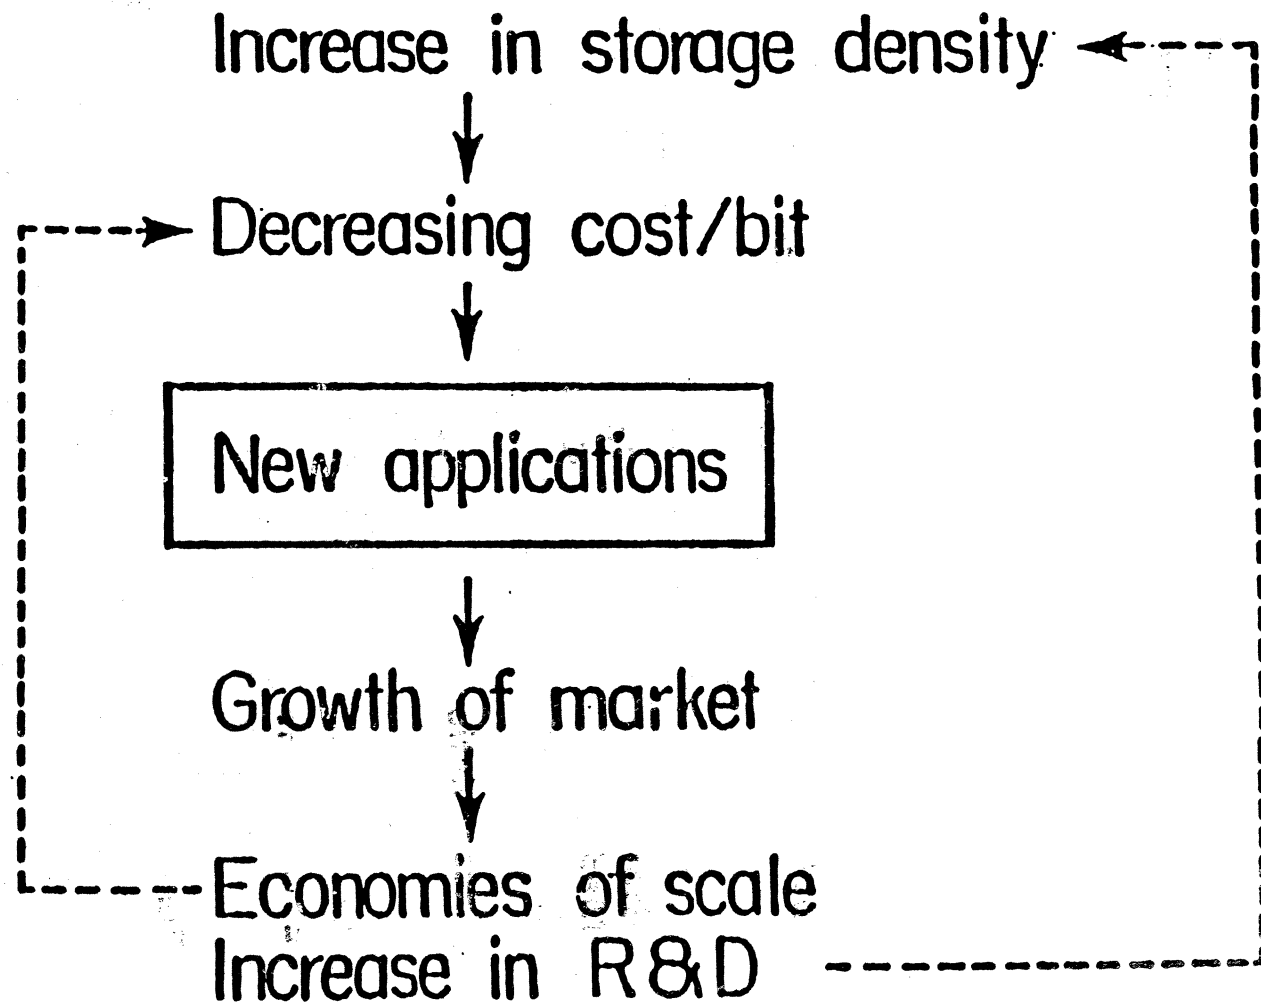 Increase in storage density
Decreasing cost/bit
New applications
Growth of market
Economies of scale
Increase in R&D